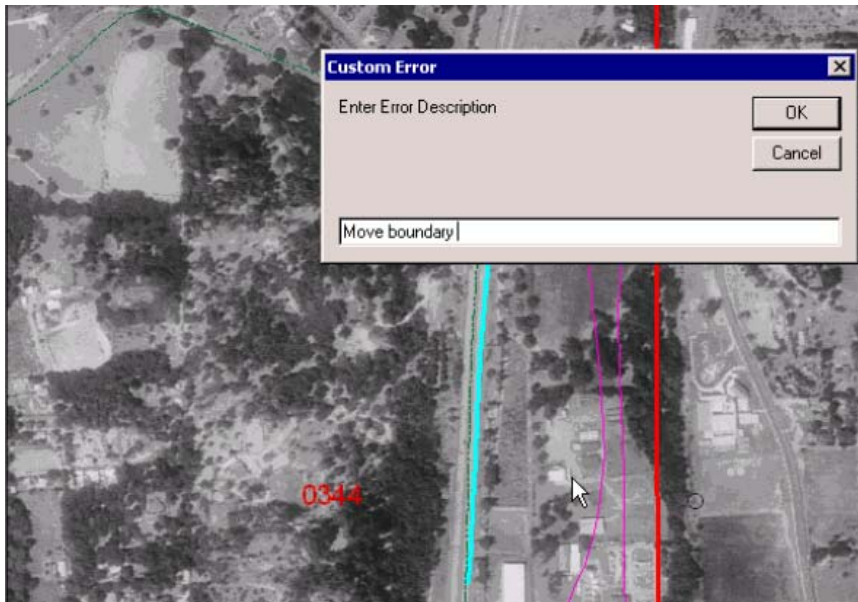 Custom Error
Enter Error Description
OK
Cancel
Move boundary
0344